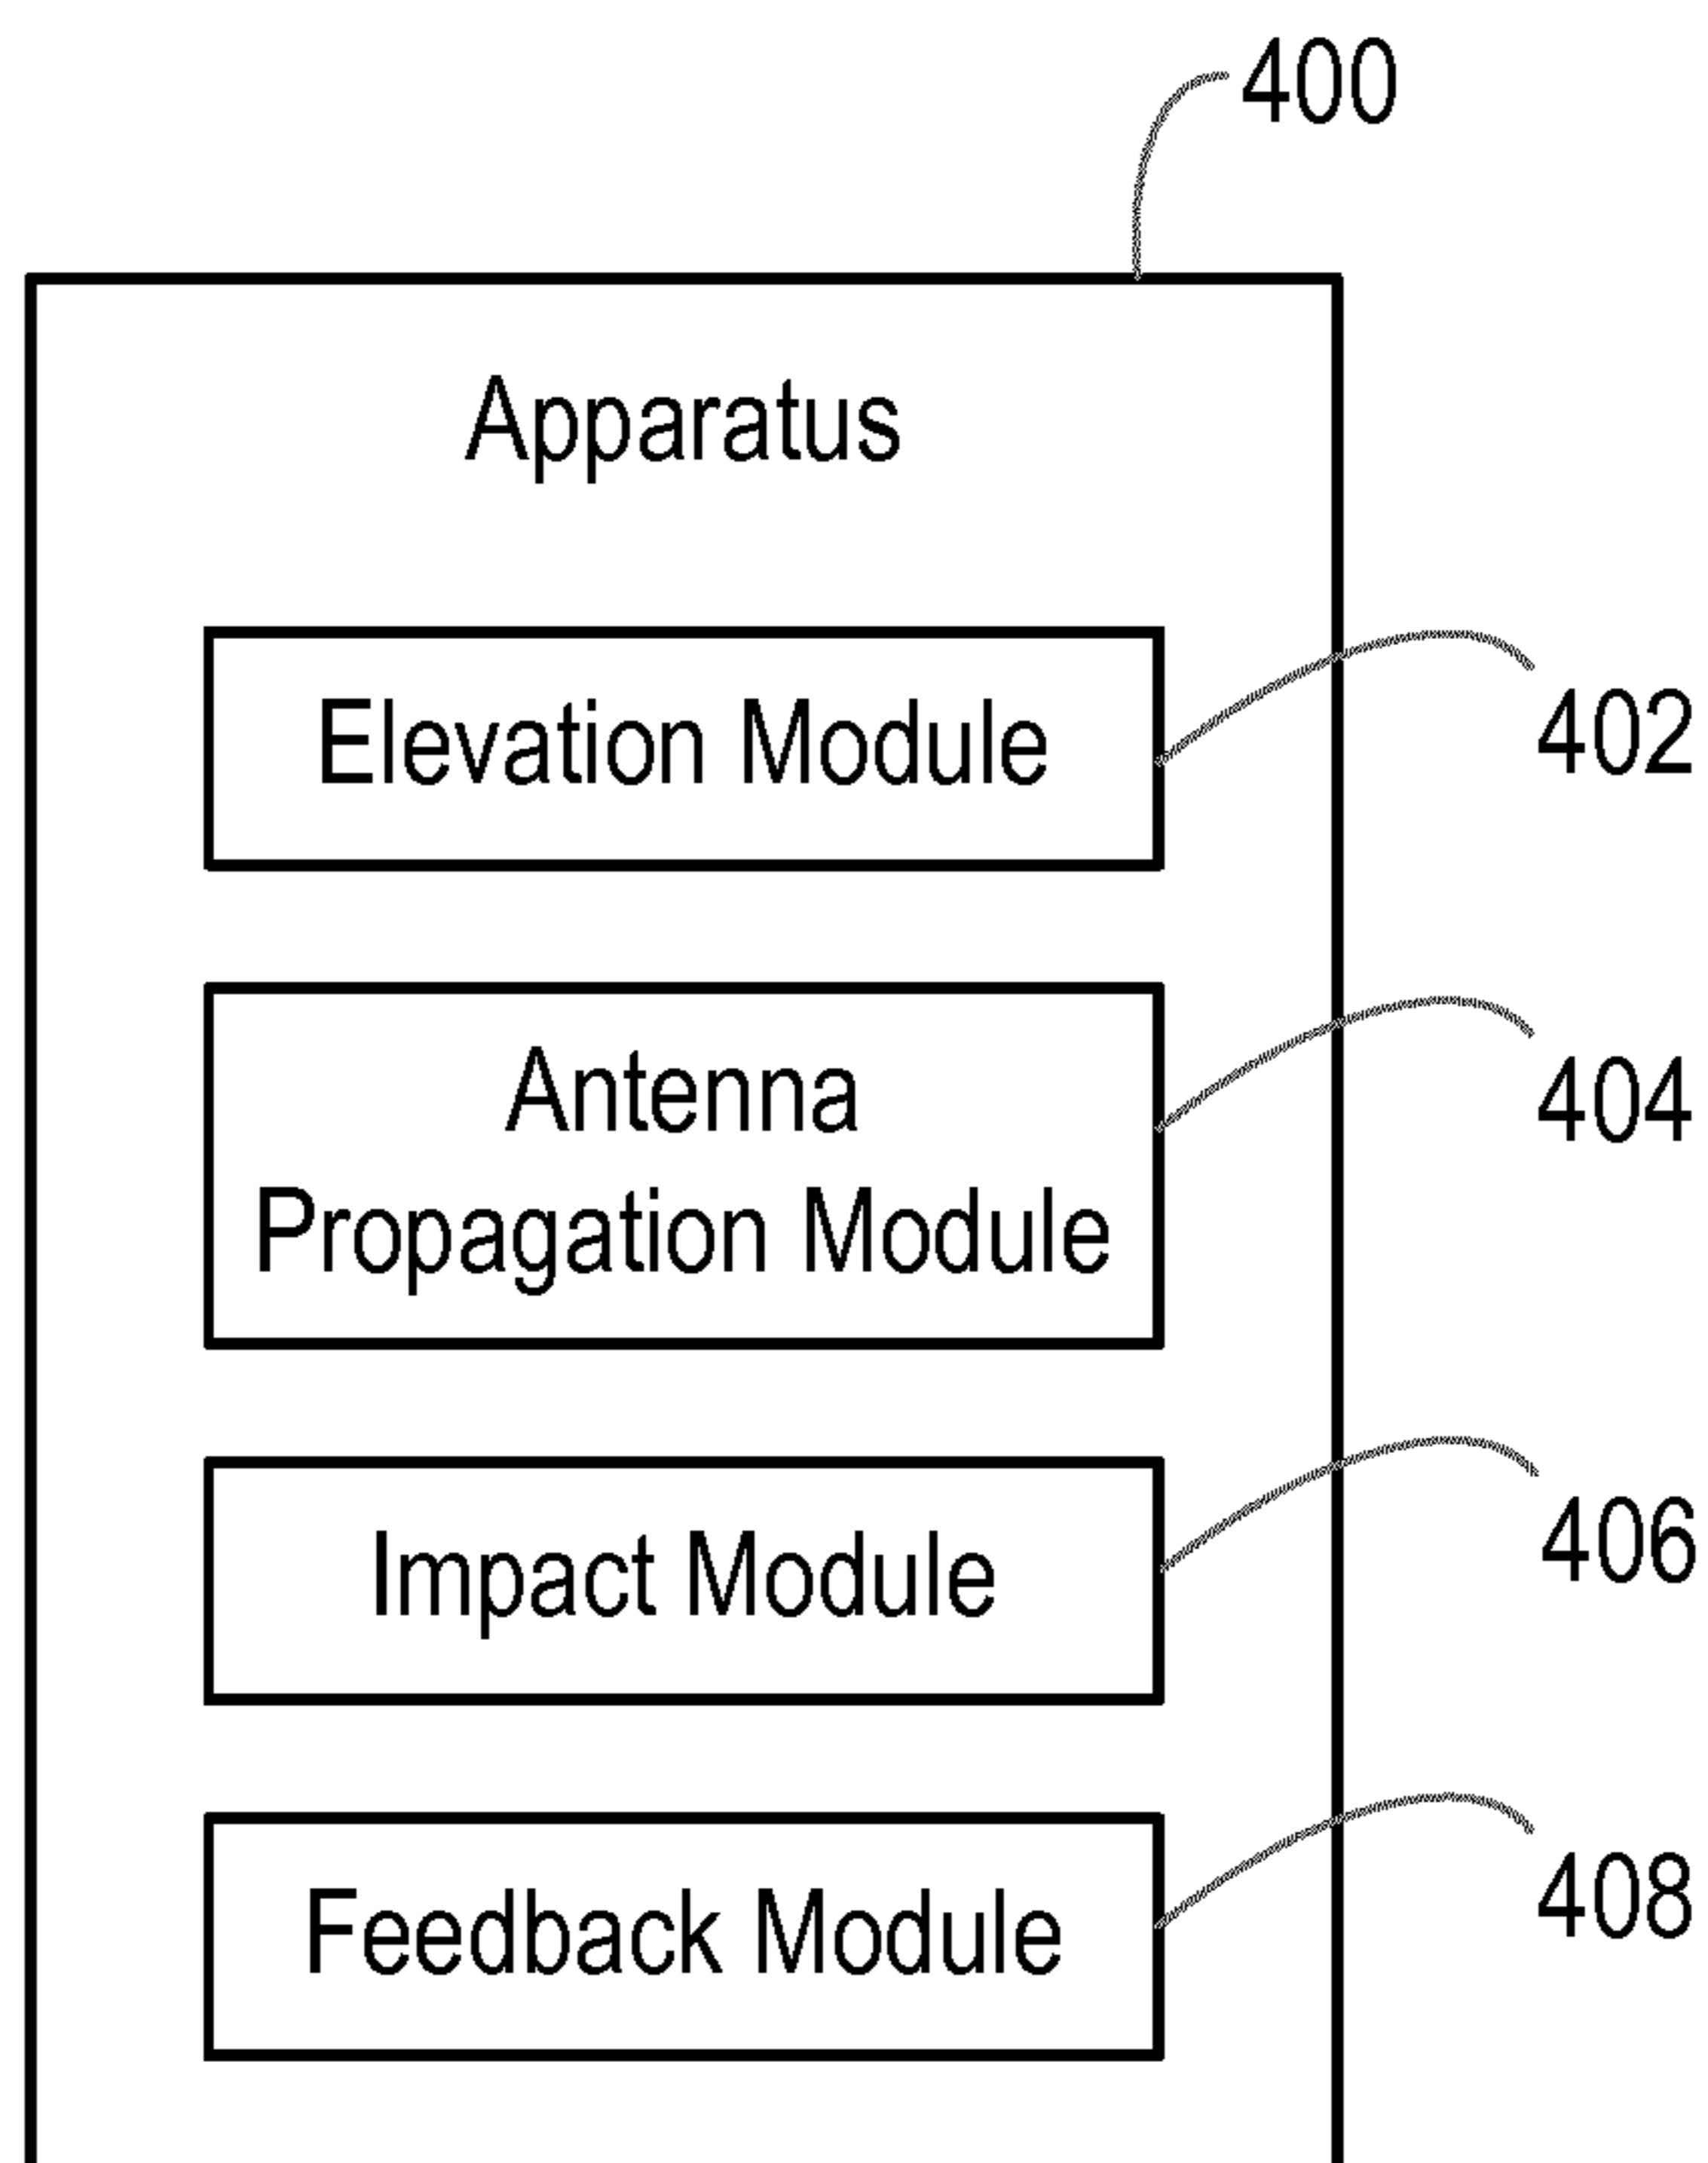 400
Apparatus
Elevation Module
402
Antenna
Propagation Module
404
Impact Module
406
Feedback Module
408